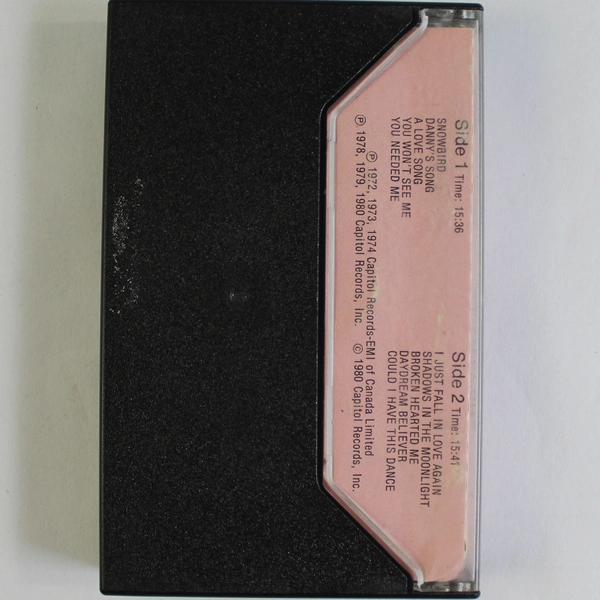 Side 1 Time: 15:36
SNOWBIRD
DANNY'S SONG
A LOVE SONG
YOU WON'T SEE ME
YOU NEEDED ME
Side 2 Time: 15:41
I JUST FALL IN LOVE AGAIN
SHADOWS IN THE MOONLIGHT
BROKEN HEARTED ME
DAYDREAM BELIEVER
COULD I HAVE THIS DANCE
℗ 1972, 1973, 1974 Capitol Records-EMI of Canada Limited
℗ 1978, 1979, 1980 Capitol Records, Inc. © 1980 Capitol Records, Inc.